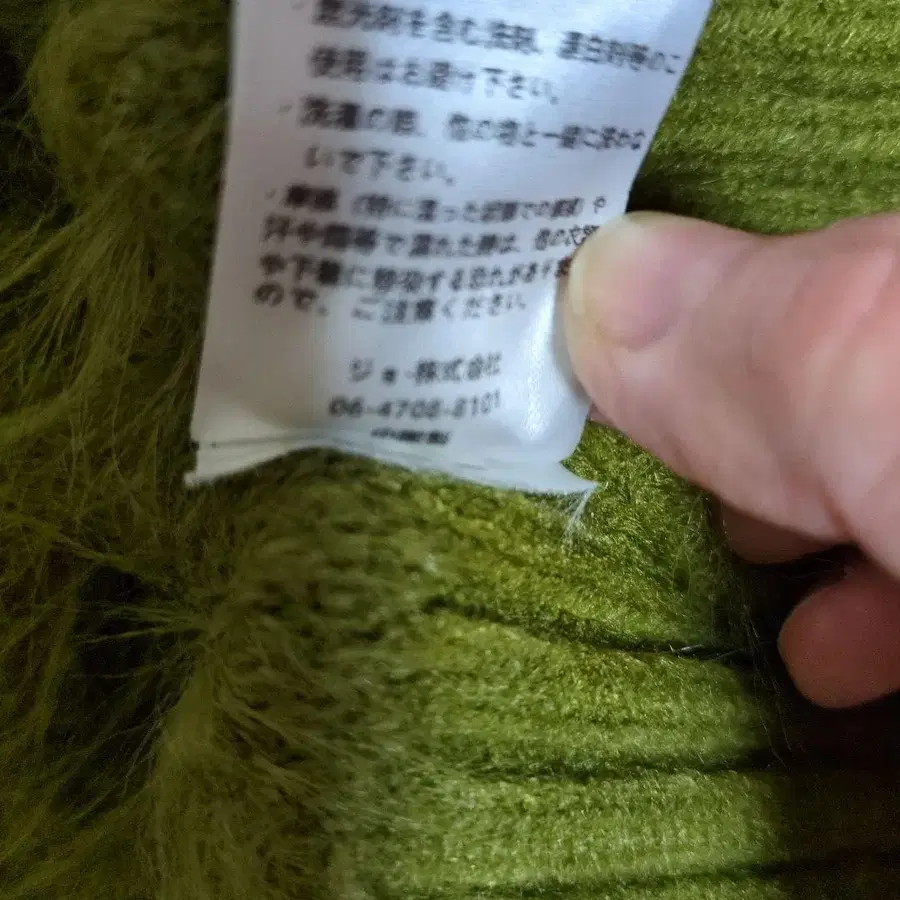 ・蛍光剤を含む洗剤、漂白剤等のご
使用はお避け下さい。
・洗濯の際、他の物と一緒に洗わな
いで下さい。
・摩擦（特に湿った状態での摩擦）や
汗や雨等で濡れた際は、他の衣
や下着に移染する恐れがあります
ので、ご注意ください。
ジョー株式会社
06-4708-8101